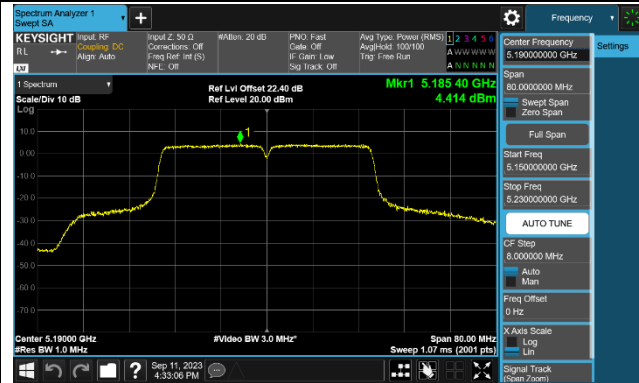 Spectrum Analyzer 1
Swept SA
+
Frequency
KEYSIGHT
RL
LXI
Input: RF
Coupling: DC
Align: Auto
Input Z: 50 Ω
Corrections: Off
Freq Ref: Int (S)
NFE: Off
#Atten: 20 dB
PNO: Fast
Gate: Off
IF Gain: Low
Sig Track: Off
Avg Type: Power (RMS)
Avg|Hold: 100/100
Trig: Free Run
1 2 3 4 5 6
A W W W W W
A N N N N N
1 Spectrum
Scale/Div 10 dB
Log
Ref Lvl Offset 22.40 dB
Ref Level 20.00 dBm
Mkr1 5.185 40 GHz
4.414 dBm
1
10.0
0.00
-10.0
-20.0
-30.0
-40.0
-50.0
-60.0
-70.0
Center 5.19000 GHz
#Res BW 1.0 MHz
#Video BW 3.0 MHz*
Span 80.00 MHz
Sweep 1.07 ms (2001 pts)
Center Frequency
5.190000000 GHz
Settings
Span
80.0000000 MHz
Swept Span
Zero Span
Full Span
Start Freq
5.150000000 GHz
Stop Freq
5.230000000 GHz
AUTO TUNE
CF Step
8.000000 MHz
Auto
Man
Freq Offset
0 Hz
X Axis Scale
Log
Lin
Signal Track
(Span Zoom)
?
Sep 11, 2023
4:33:06 PM